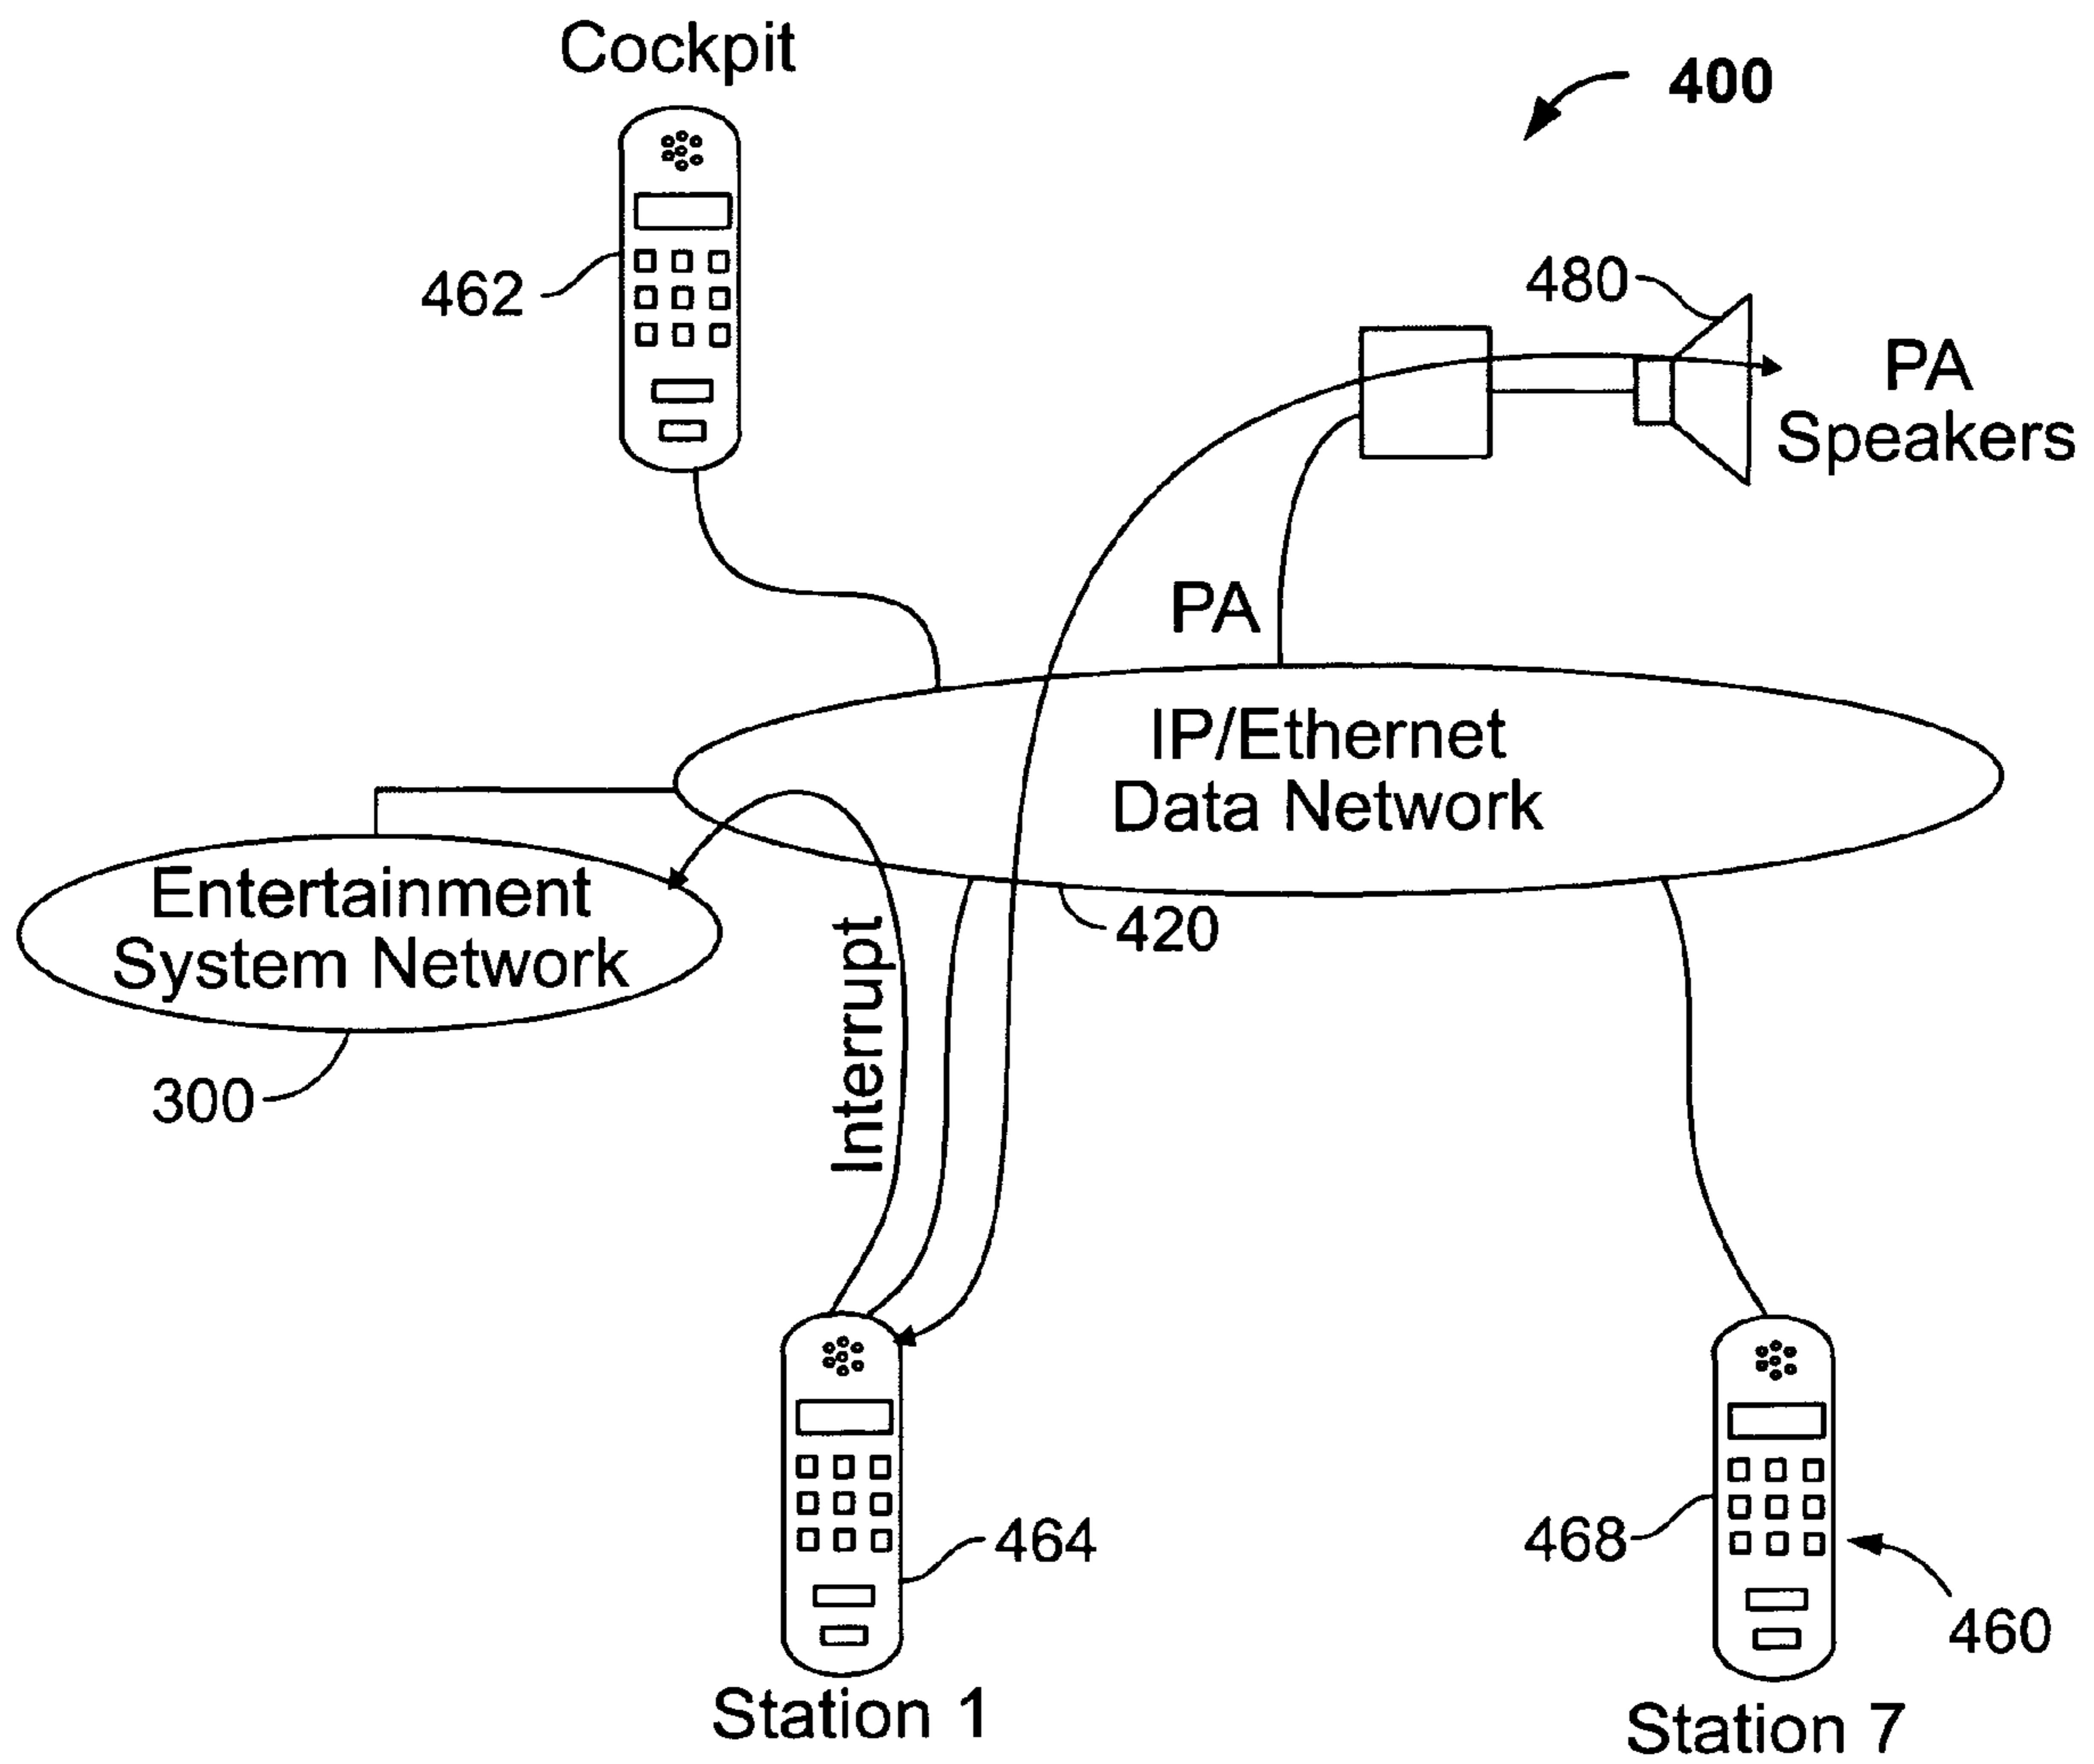 Cockpit
400
462
480
PA
Speakers
PA
IP/Ethernet
Data Network
Entertainment
System Network
420
Interrupt
300
464
468
460
Station 1
Station 7